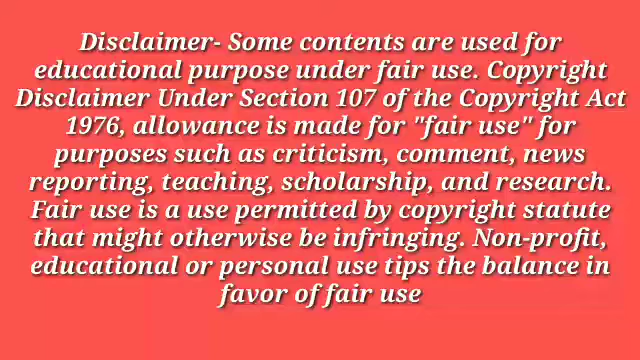 Disclaimer- Some contents are used for
educational purpose under fair use. Copyright
Disclaimer Under Section 107 of the Copyright Act
1976, allowance is made for "fair use" for
purposes such as criticism, comment, news
reporting, teaching, scholarship, and research.
Fair use is a use permitted by copyright statute
that might otherwise be infringing. Non-profit,
educational or personal use tips the balance in
favor of fair use